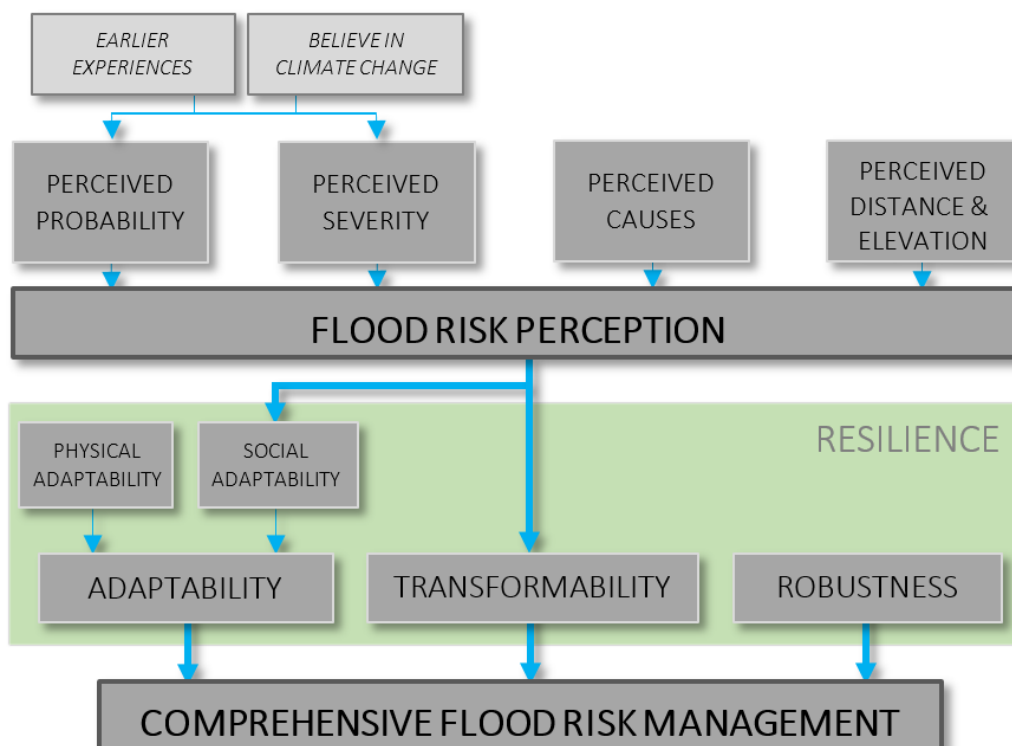 EARLIER
EXPERIENCES
BELIEVE IN
CLIMATE CHANGE
PERCEIVED
PROBABILITY
PERCEIVED
SEVERITY
PERCEIVED
CAUSES
PERCEIVED
DISTANCE &
ELEVATION
FLOOD RISK PERCEPTION
RESILIENCE
PHYSICAL
ADAPTABILITY
SOCIAL
ADAPTABILITY
ADAPTABILITY
TRANSFORMABILITY
ROBUSTNESS
COMPREHENSIVE FLOOD RISK MANAGEMENT